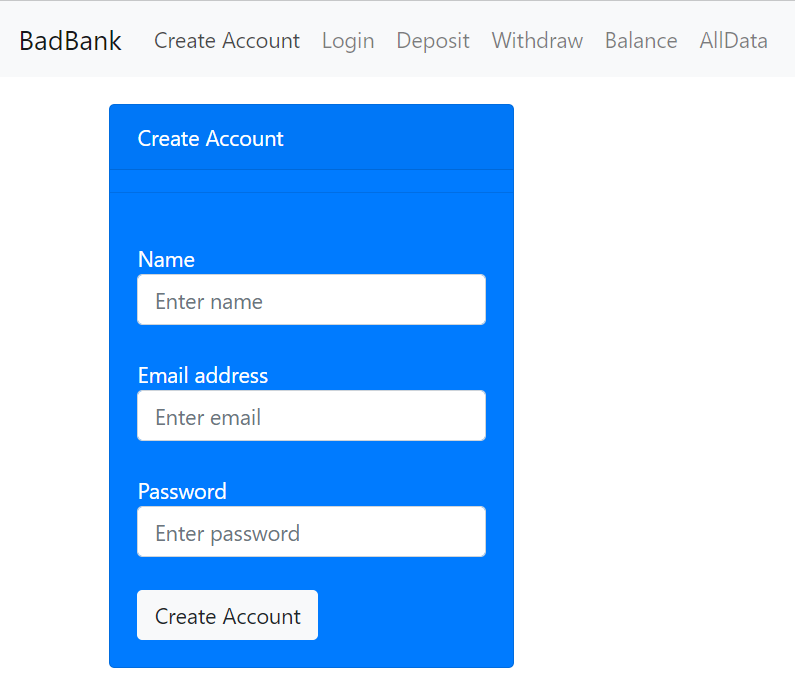 BadBank Create Account Login Deposit Withdraw Balance AllData
Create Account
Name
Enter name
Email address
Enter email
Password
Enter password
Create Account